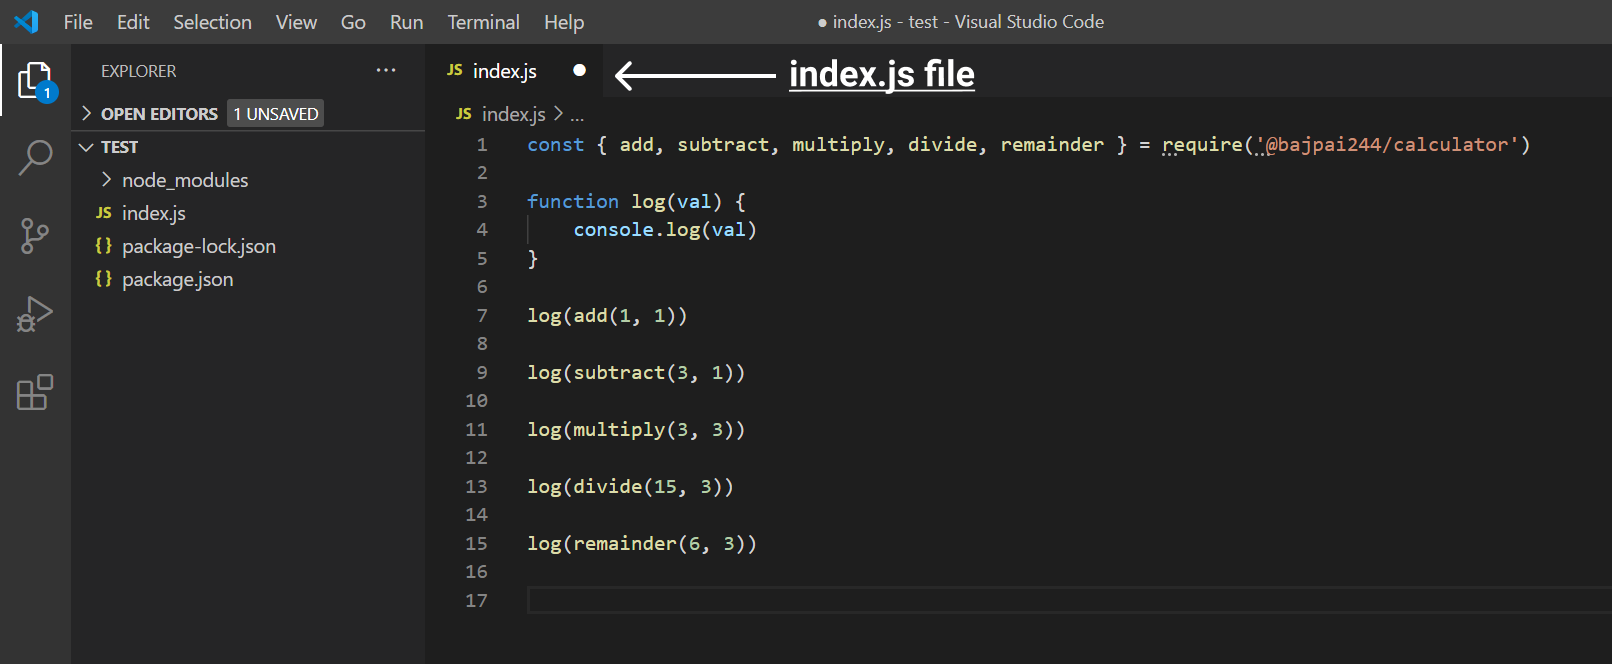 File Edit Selection View Go Run Terminal Help ● index.js - test - Visual Studio Code
EXPLORER ···
1
OPEN EDITORS 1 UNSAVED
TEST
node_modules
JS index.js
{} package-lock.json
{} package.json
JS index.js ● index.js file
JS index.js > ...
1 const { add, subtract, multiply, divide, remainder } = require('@bajpai244/calculator')
2
3 function log(val) {
4 console.log(val)
5 }
6
7 log(add(1, 1))
8
9 log(subtract(3, 1))
10
11 log(multiply(3, 3))
12
13 log(divide(15, 3))
14
15 log(remainder(6, 3))
16
17